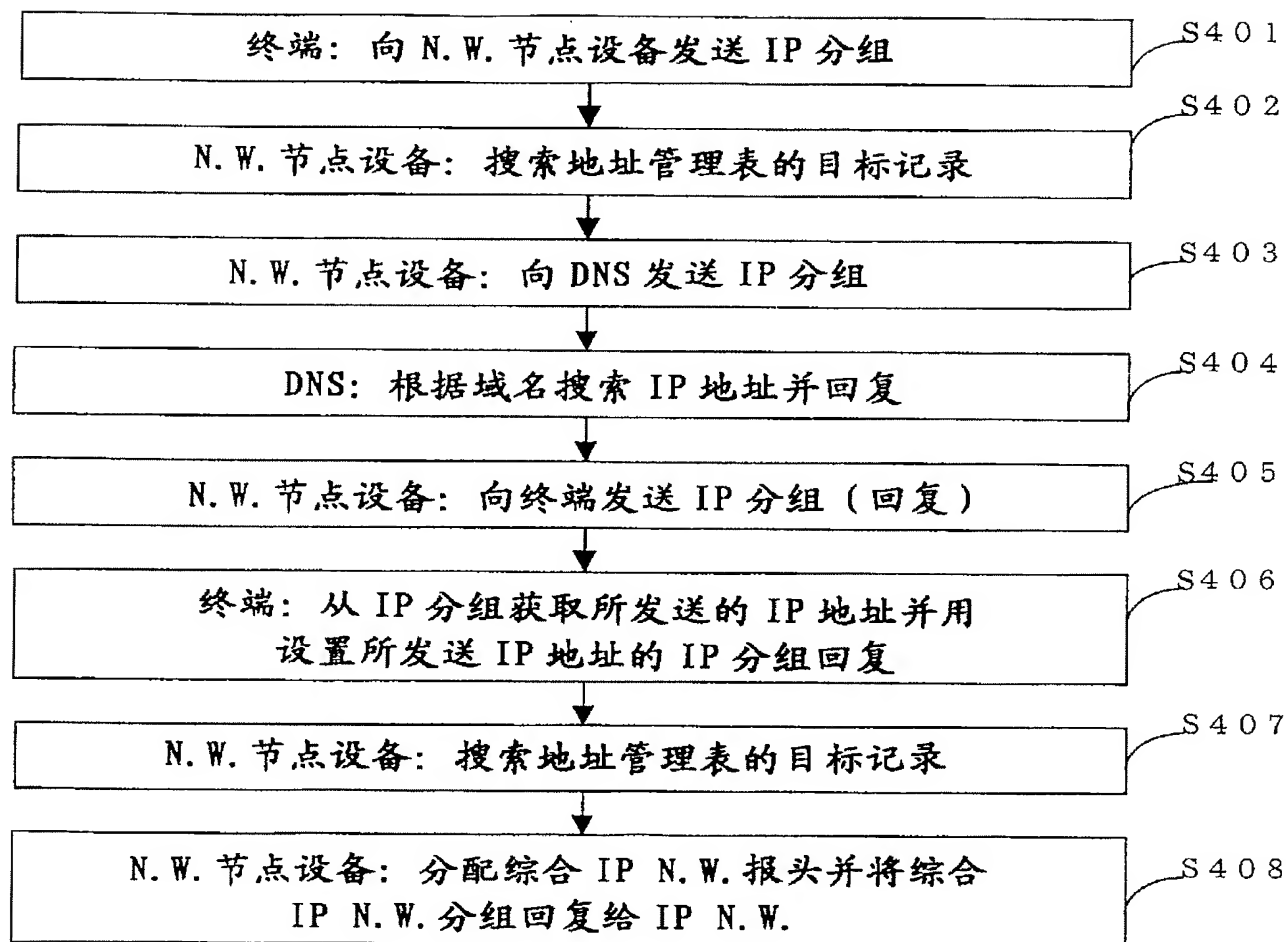 终端: 向 N.W.节点设备发送 IP 分组
S401
N.W.节点设备: 搜索地址管理表的目标记录
S402
N.W.节点设备: 向 DNS 发送 IP 分组
S403
DNS: 根据域名搜索 IP 地址并回复
S404
N.W.节点设备: 向终端发送 IP 分组 (回复)
S405
终端: 从 IP 分组获取所发送的 IP 地址并用
设置所发送 IP 地址的 IP 分组回复
S406
N.W.节点设备: 搜索地址管理表的目标记录
S407
N.W.节点设备: 分配综合 IP N.W.报头并将综合
IP N.W.分组回复给 IP N.W.
S408